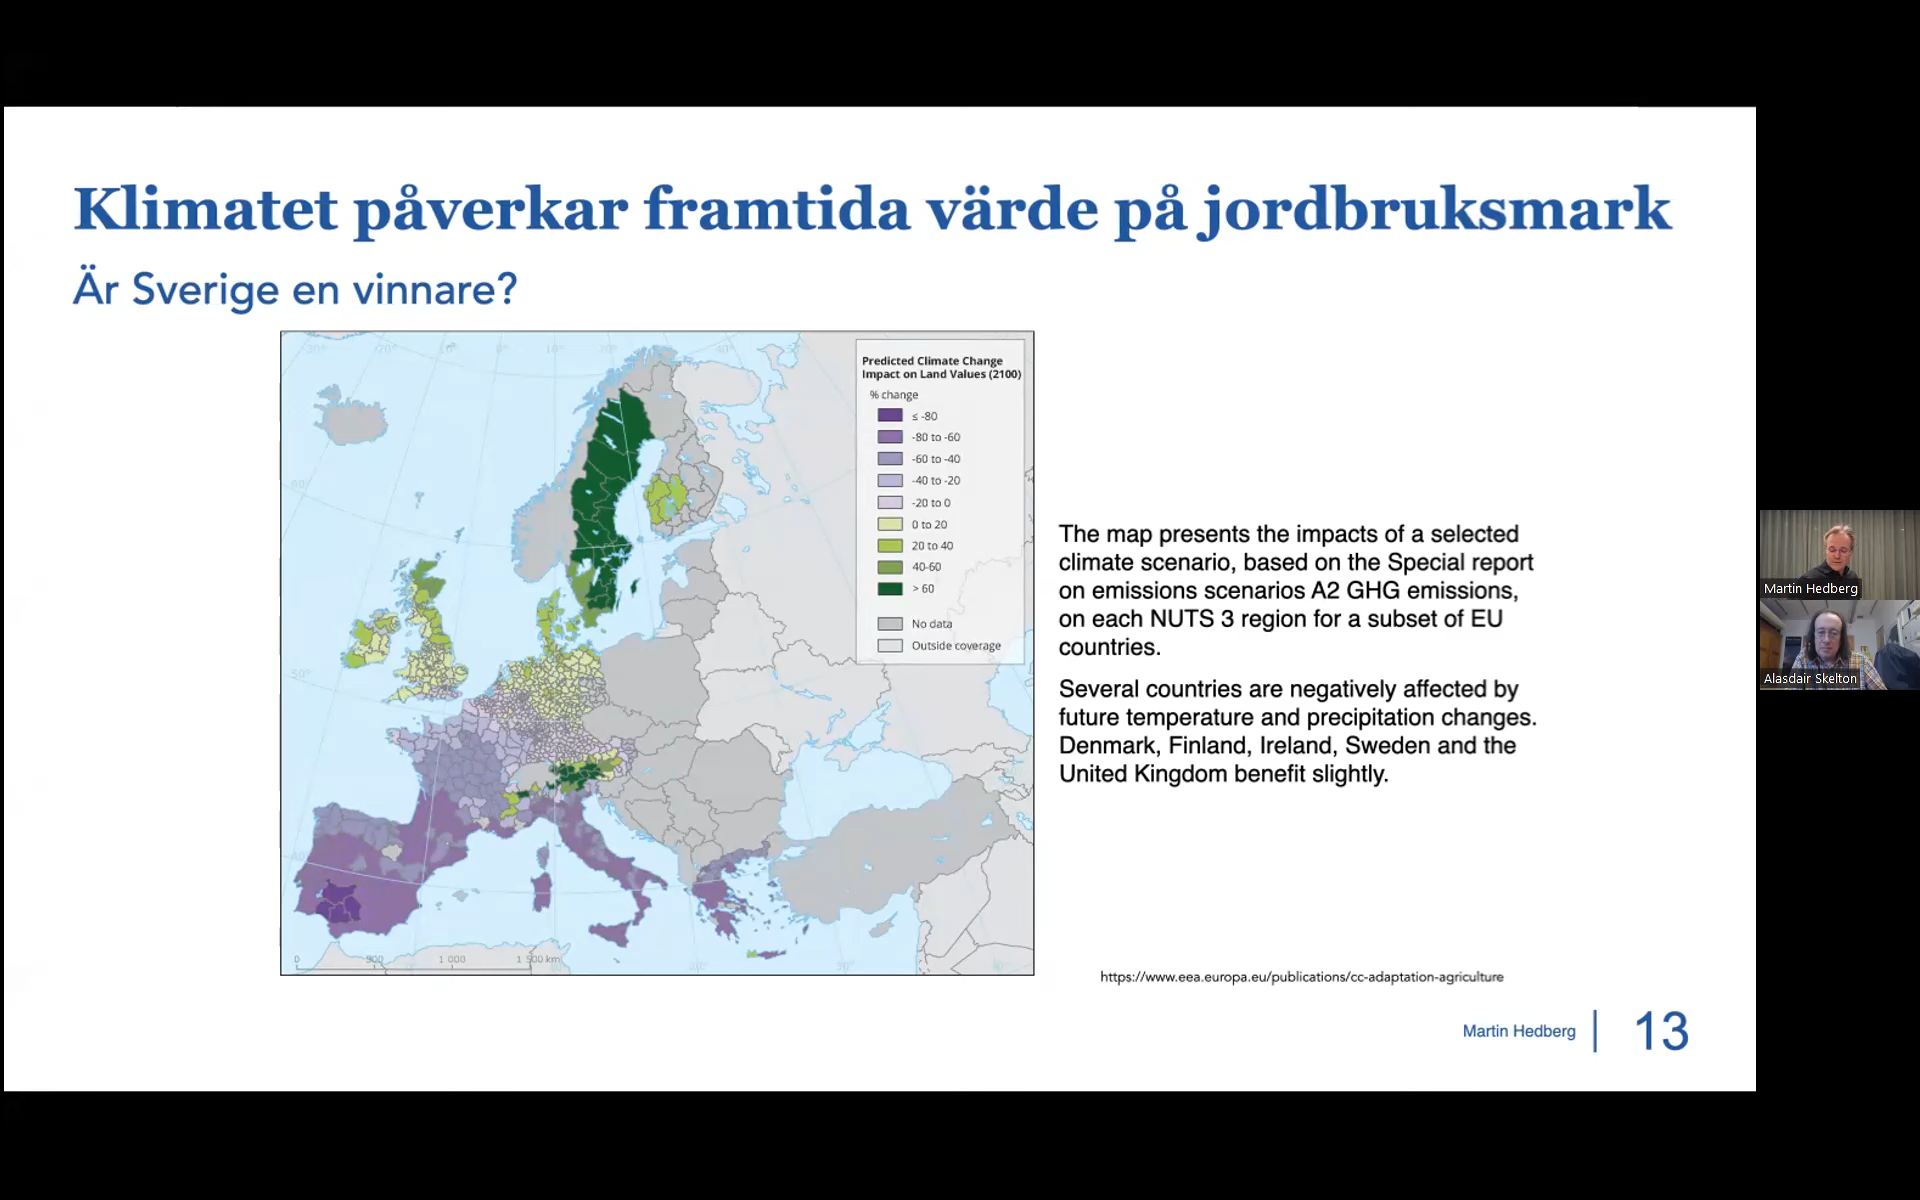 Klimatet påverkar framtida värde på jordbruksmark
Är Sverige en vinnare?
Predicted Climate Change
Impact on Land Values (2100)
% change
≤ -80
-80 to -60
-60 to -40
-40 to -20
-20 to 0
0 to 20
20 to 40
40-60
> 60
No data
Outside coverage
0 500 1 000 1 500 km
The map presents the impacts of a selected
climate scenario, based on the Special report
on emissions scenarios A2 GHG emissions,
on each NUTS 3 region for a subset of EU
countries.
Several countries are negatively affected by
future temperature and precipitation changes.
Denmark, Finland, Ireland, Sweden and the
United Kingdom benefit slightly.
https://www.eea.europa.eu/publications/cc-adaptation-agriculture
Martin Hedberg
13
Martin Hedberg
Alasdair Skelton